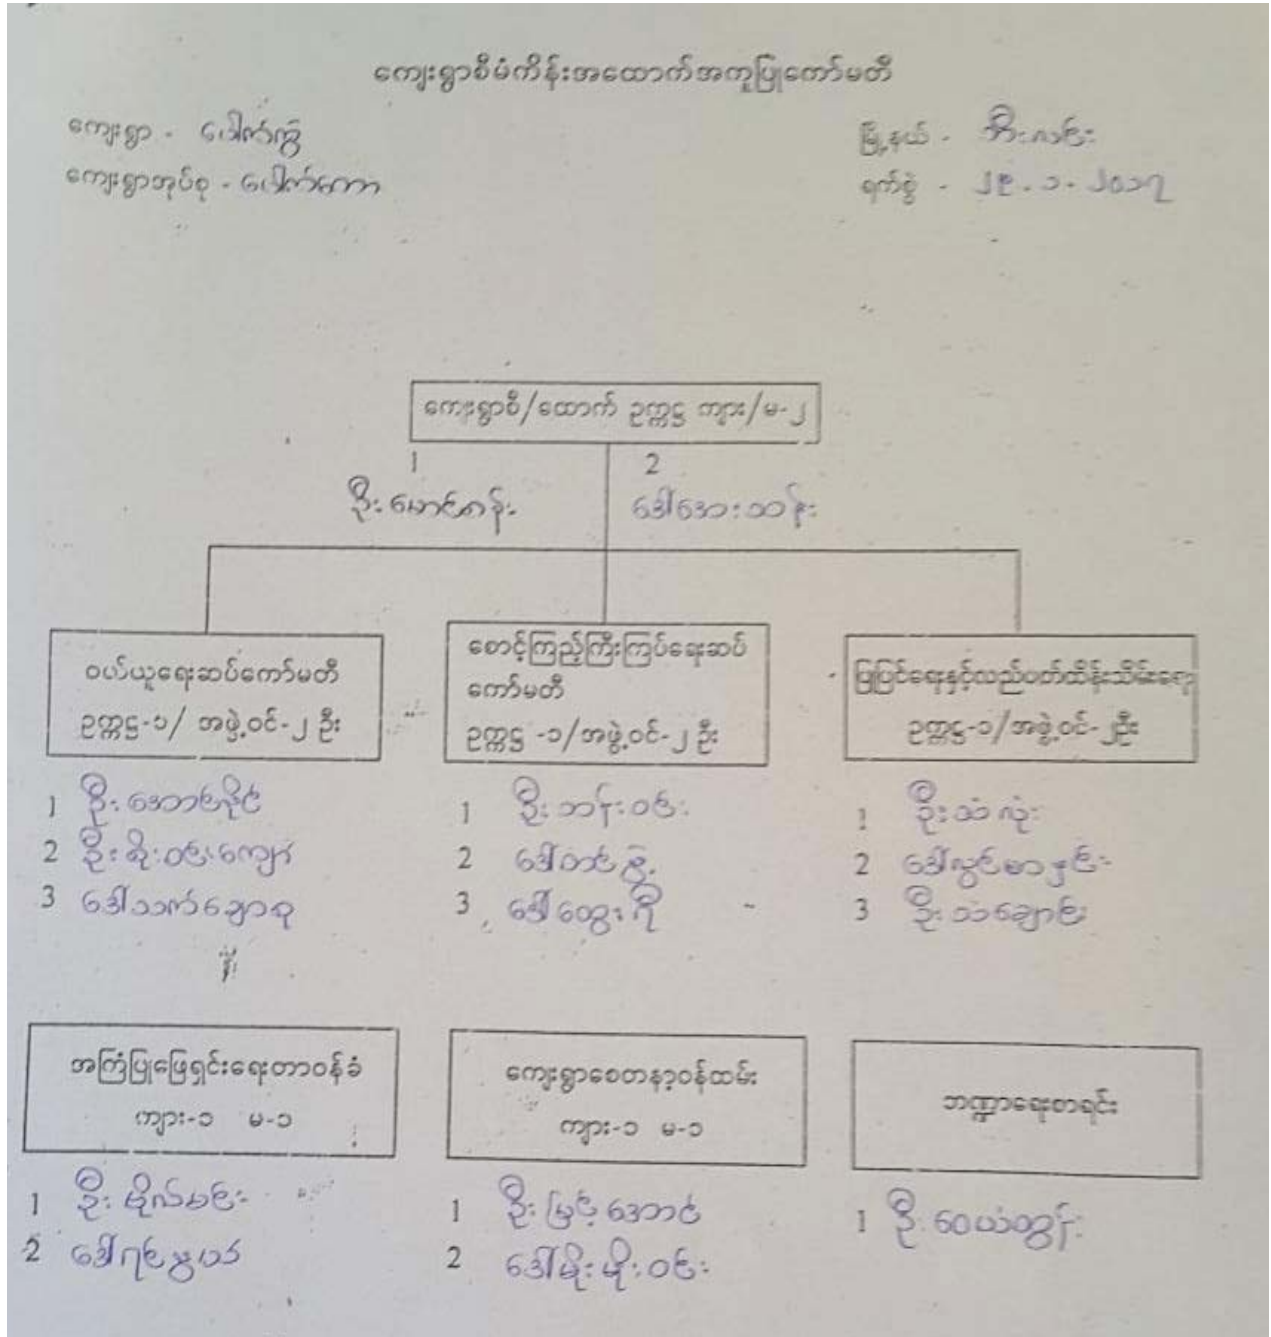 ကျေးရွာစီမံကိန်းအထောက်အကူပြုကော်မတီ
ကျေးရွာ - ပေါက်ကွဲ
မြို့နယ် - ဘီးလင်း
ကျေးရွာအုပ်စု - ပေါက်တော
ရက်စွဲ - ၂၉.၁.၂၀၁၇
ကျေးရွာစီ/ထောက် ဥက္ကဋ္ဌ ကျား/မ-၂
1
2
ဦးမောင်တန်း
ဒေါ်အေးသန်း
ဝယ်ယူရေးဆပ်ကော်မတီ
ဥက္ကဋ္ဌ-၁/ အဖွဲ့ဝင်-၂ ဦး
စောင့်ကြည့်ကြီးကြပ်ရေးဆပ်
ကော်မတီ
ဥက္ကဋ္ဌ -၁/အဖွဲ့ဝင်-၂ ဦး
ပြုပြင်ရေးနှင့်လည်ပတ်ထိန်းသိမ်းရေး
ဥက္ကဋ္ဌ-၁/အဖွဲ့ဝင်-၂ဦး
1 ဦးအောင်နိုင်
2 ဦးစိုးဝင်းကျော်
3 ဒေါ်သက်ချောစု
1 ဦးသန်းဝင်း
2 ဒေါ်တင်စွဲ
3 ဒေါ်ထွေးကို
1 ဦးသံလုံး
2 ဒေါ်လွင်မာနှင်း
3 ဦးသံချောင်း
အကြံပြုဖြေရှင်းရေးတာဝန်ခံ
ကျား-၁ မ-၁
ကျေးရွာစေတနာ့ဝန်ထမ်း
ကျား-၁ မ-၁
ဘဏ္ဍာရေးစာရင်း
1 ဦးဗိုလ်မင်း
2
1 ဦးမြင့်အောင်
2 ဒေါ်မိုးမိုးဝင်း
1 ဦးဝေယံထွန်း